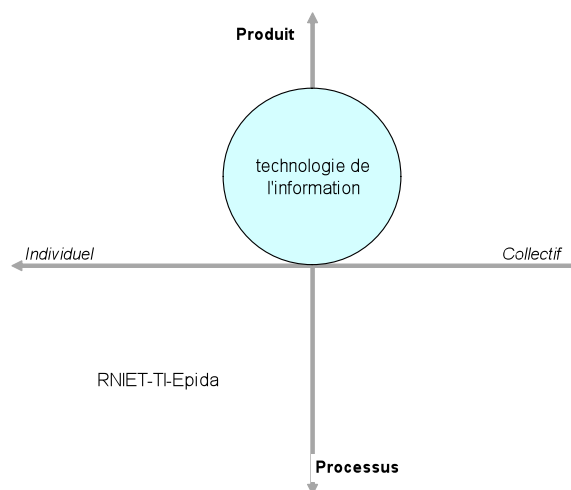 Produit
technologie de
l'information
Individuel
Collectif
RNIET-TI-Epida
Processus